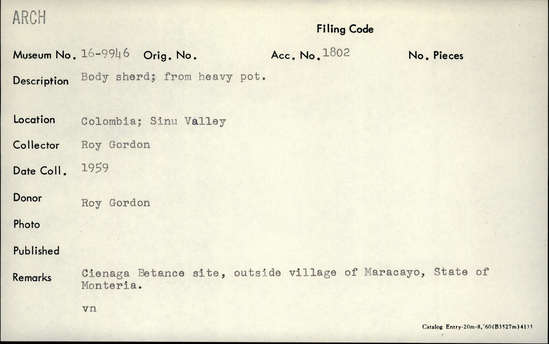 ARCH
Filing Code
Museum No. 16-9946 Orig. No. Acc. No. 1802 No. Pieces
Description Body sherd; from heavy pot.
Location Colombia; Sinu Valley
Collector Roy Gordon
Date Coll. 1959
Donor Roy Gordon
Photo
Published
Remarks Cienaga Betance site, outside village of Maracayo, State of
Monteria.
vn
Catalog Entry-20m-8,'60